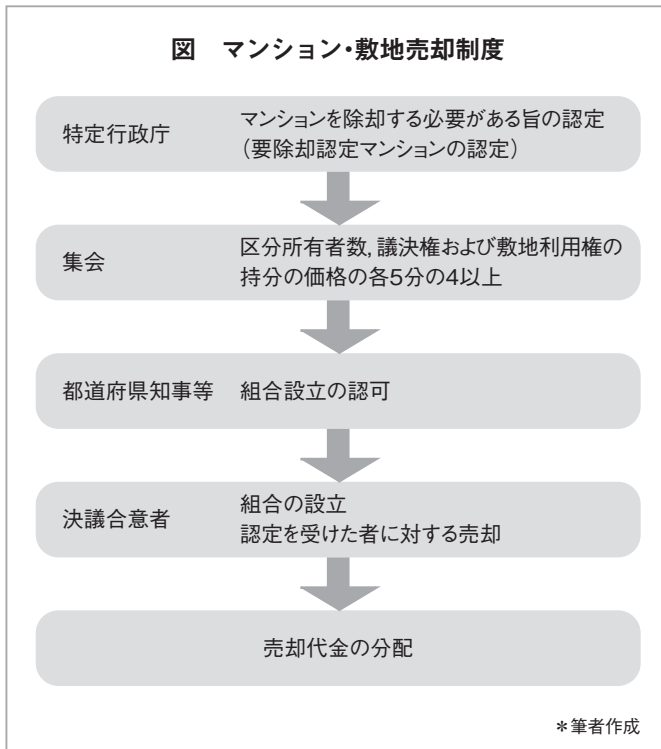 図 マンション・敷地売却制度
特定行政庁 マンションを除却する必要がある旨の認定
（要除却認定マンションの認定）
集会 区分所有者数，議決権および敷地利用権の
持分の価格の各5分の4以上
都道府県知事等 組合設立の認可
決議合意者 組合の設立
認定を受けた者に対する売却
売却代金の分配
＊筆者作成